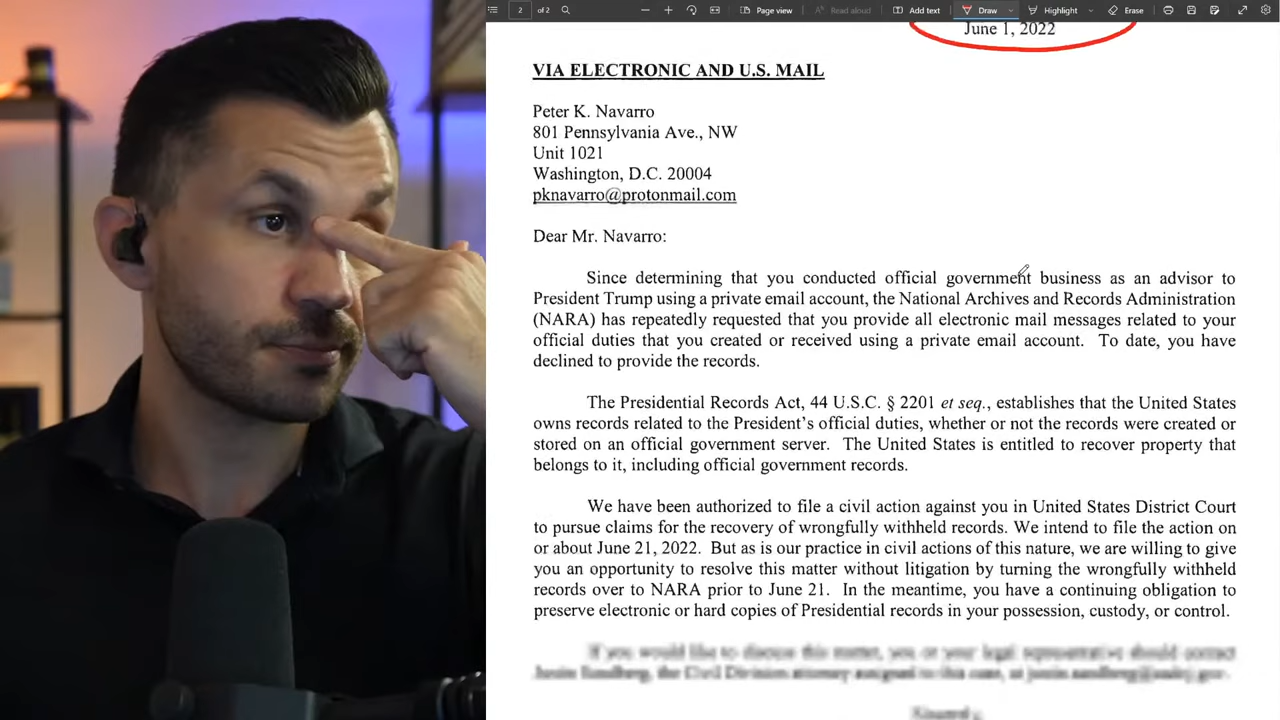 2 of 2
Page view
Read aloud
Add text
Draw
Highlight
Erase
June 1, 2022
VIA ELECTRONIC AND U.S. MAIL
Peter K. Navarro
801 Pennsylvania Ave., NW
Unit 1021
Washington, D.C. 20004
pknavarro@protonmail.com
Dear Mr. Navarro:
Since determining that you conducted official government business as an advisor to
President Trump using a private email account, the National Archives and Records Administration
(NARA) has repeatedly requested that you provide all electronic mail messages related to your
official duties that you created or received using a private email account. To date, you have
declined to provide the records.
The Presidential Records Act, 44 U.S.C. § 2201 et seq., establishes that the United States
owns records related to the President's official duties, whether or not the records were created or
stored on an official government server. The United States is entitled to recover property that
belongs to it, including official government records.
We have been authorized to file a civil action against you in United States District Court
to pursue claims for the recovery of wrongfully withheld records. We intend to file the action on
or about June 21, 2022. But as is our practice in civil actions of this nature, we are willing to give
you an opportunity to resolve this matter without litigation by turning the wrongfully withheld
records over to NARA prior to June 21. In the meantime, you have a continuing obligation to
preserve electronic or hard copies of Presidential records in your possession, custody, or control.